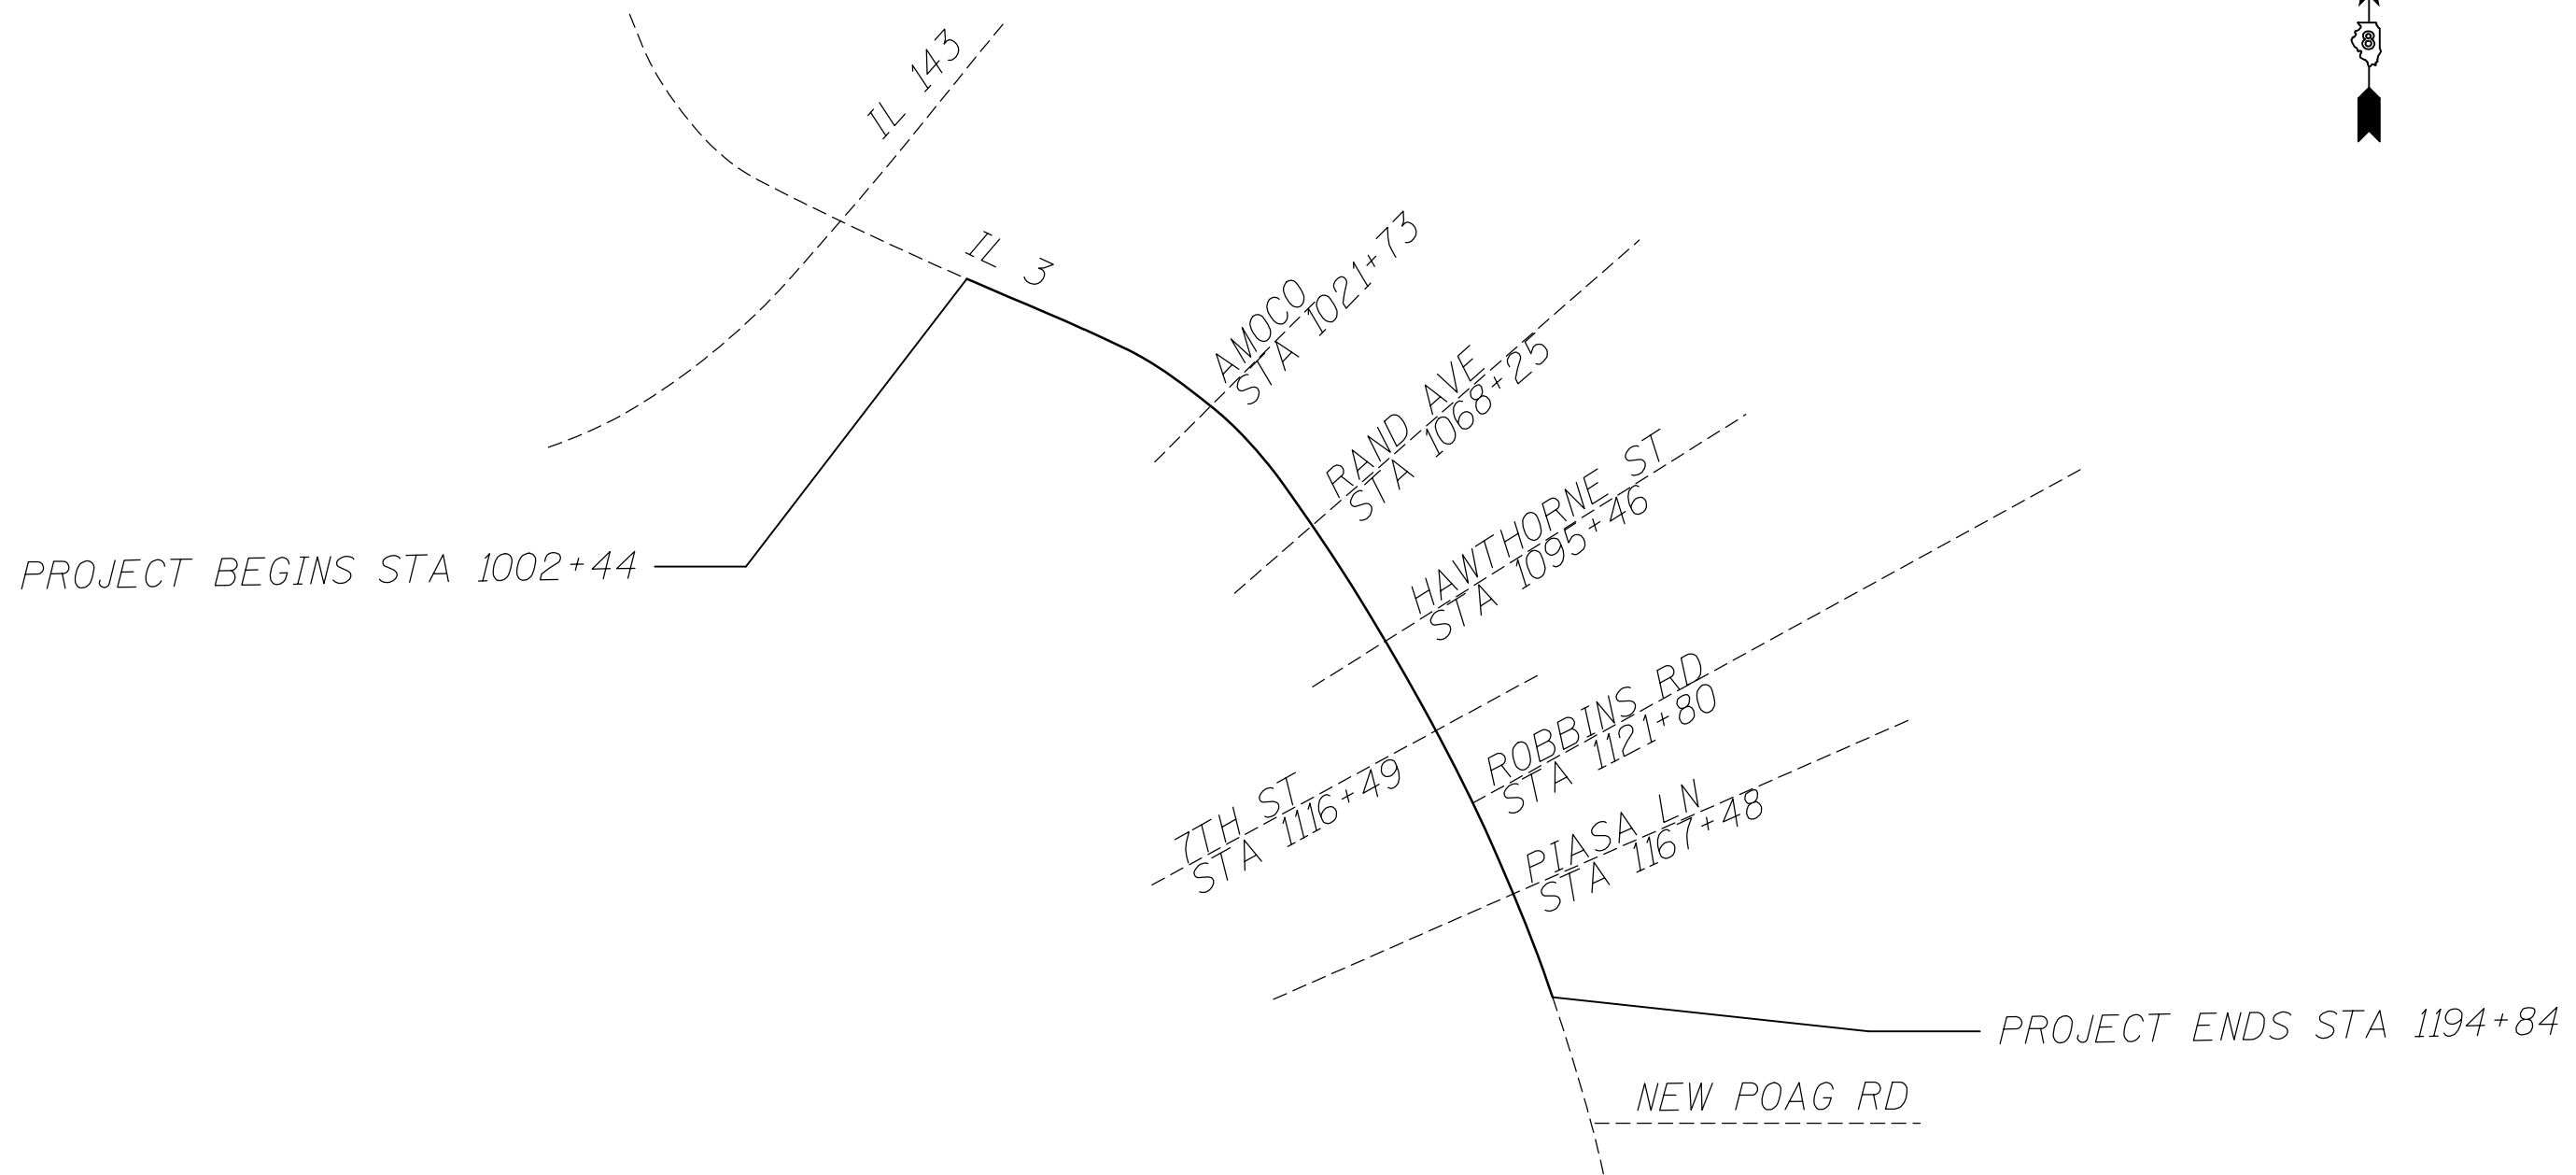 8
IL 143
IL 3
AMOCO
STA 1021+73
RAND AVE
STA 1068+25
HAWTHORNE ST
STA 1095+46
PROJECT BEGINS STA 1002+44
ROBBINS RD
STA 1121+80
7TH ST
STA 1116+49
PIASA LN
STA 1167+48
PROJECT ENDS STA 1194+84
NEW POAG RD